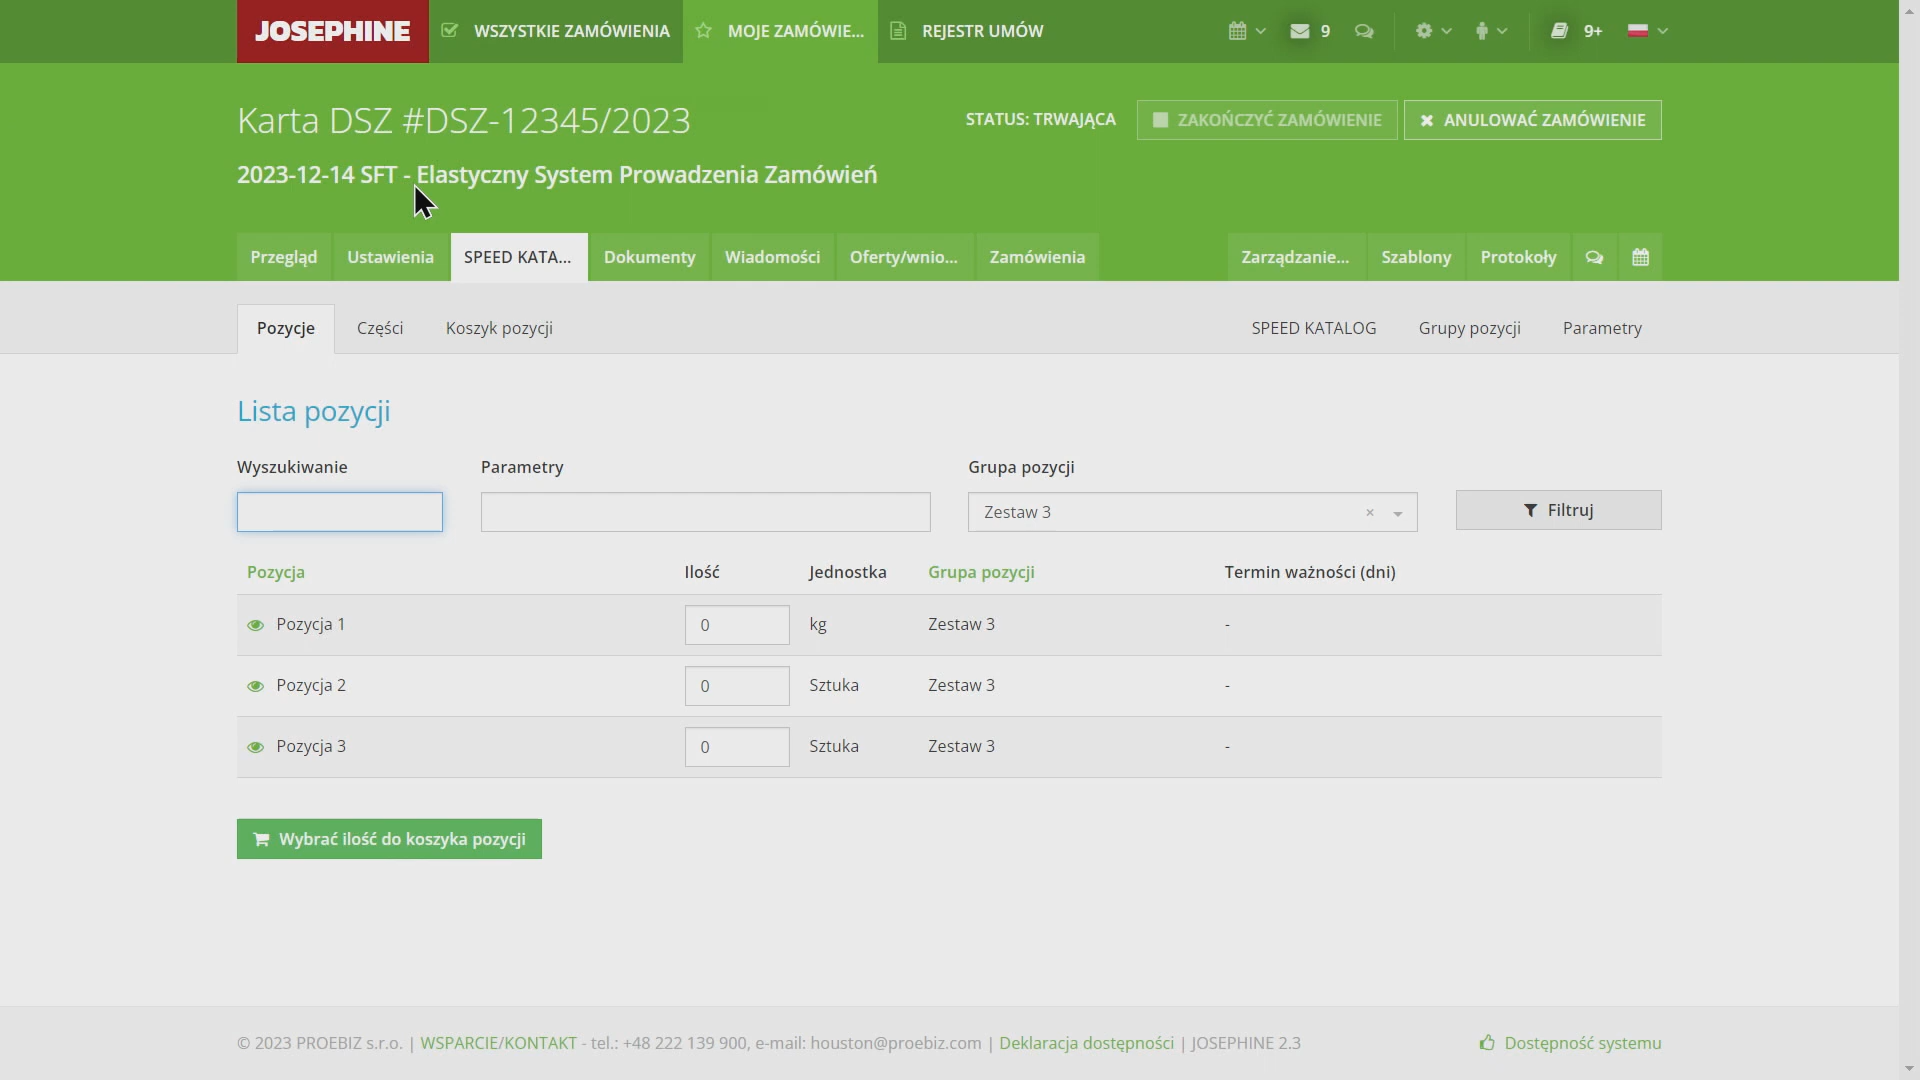 JOSEPHINE WSZYSTKIE ZAMÓWIENIA MOJE ZAMÓWIE... REJESTR UMÓW 9 9+
Karta DSZ #DSZ-12345/2023 STATUS: TRWAJĄCA ZAKOŃCZYĆ ZAMÓWIENIE ANULOWAĆ ZAMÓWIENIE
2023-12-14 SFT - Elastyczny System Prowadzenia Zamówień
Przegląd Ustawienia SPEED KATA... Dokumenty Wiadomości Oferty/wnio... Zamówienia Zarządzanie... Szablony Protokoły
Pozycje Części Koszyk pozycji SPEED KATALOG Grupy pozycji Parametry
Lista pozycji
Wyszukiwanie Parametry Grupa pozycji
Zestaw 3 × Filtruj
Pozycja Ilość Jednostka Grupa pozycji Termin ważności (dni)
Pozycja 1 0 kg Zestaw 3 -
Pozycja 2 0 Sztuka Zestaw 3 -
Pozycja 3 0 Sztuka Zestaw 3 -
Wybrać ilość do koszyka pozycji
© 2023 PROEBIZ s.r.o. | WSPARCIE/KONTAKT - tel.: +48 222 139 900, e-mail: houston@proebiz.com | Deklaracja dostępności | JOSEPHINE 2.3 Dostępność systemu